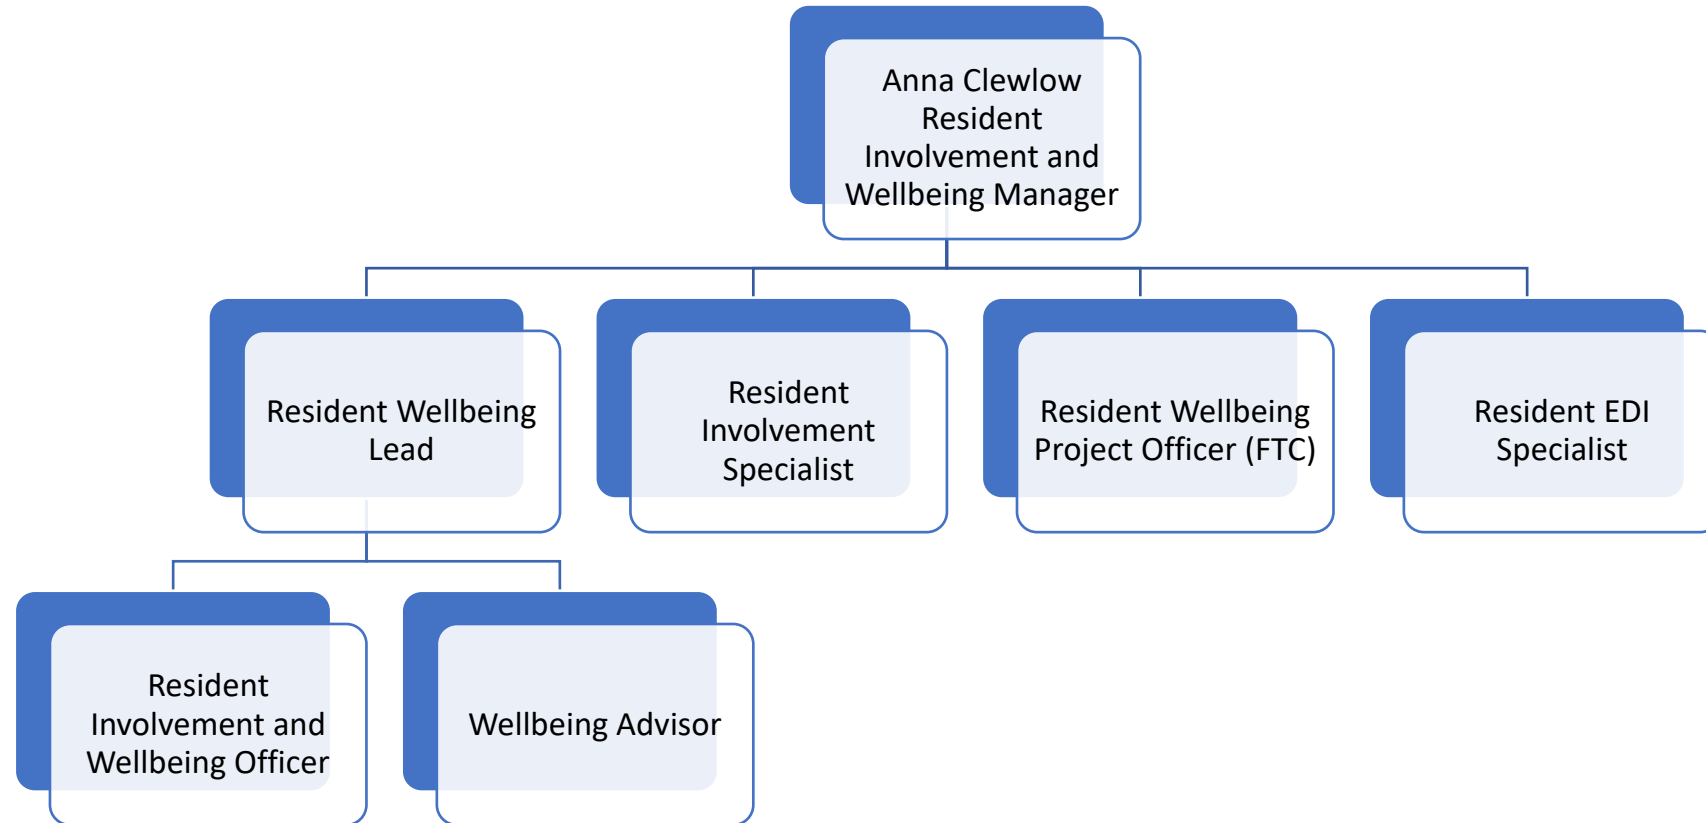 Anna Clewlow
Resident
Involvement and
Wellbeing Manager
Resident Wellbeing
Lead
Resident
Involvement
Specialist
Resident Wellbeing
Project Officer (FTC)
Resident EDI
Specialist
Resident
Involvement and
Wellbeing Officer
Wellbeing Advisor